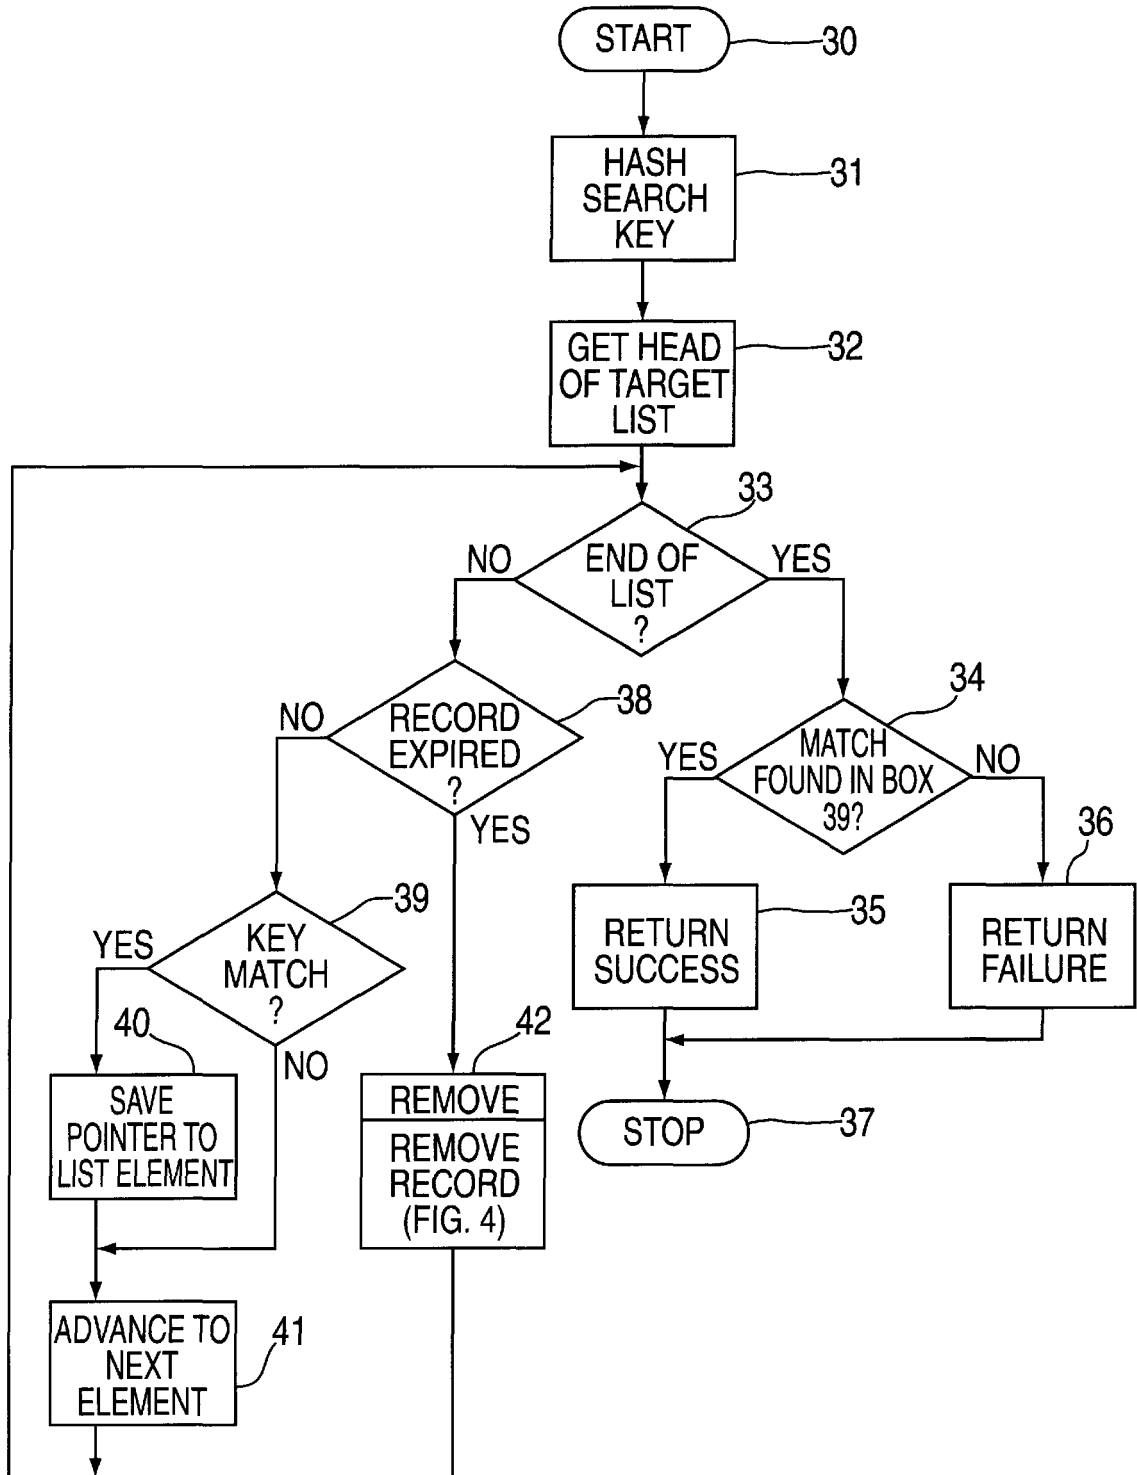 START
30
HASH
SEARCH
KEY
31
GET HEAD
OF TARGET
LIST
32
33
END OF
LIST
?
NO
YES
RECORD
EXPIRED
?
38
NO
YES
34
MATCH
FOUND IN BOX
39?
YES
NO
KEY
MATCH
?
39
YES
NO
RETURN
SUCCESS
35
36
RETURN
FAILURE
40
SAVE
POINTER TO
LIST ELEMENT
42
REMOVE
REMOVE
RECORD
(FIG. 4)
STOP
37
ADVANCE TO
NEXT
ELEMENT
41